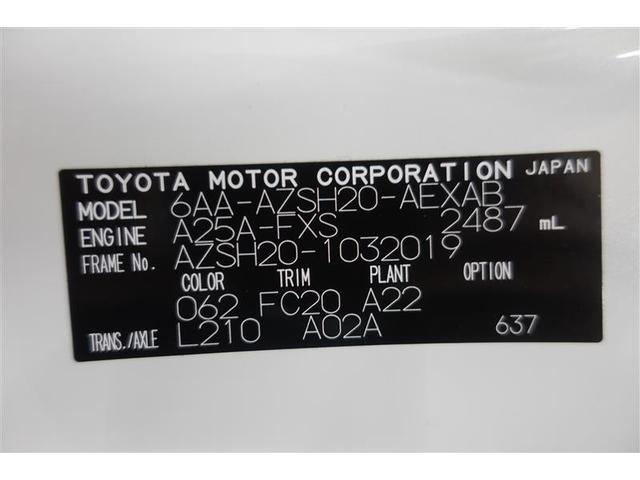 TOYOTA MOTOR CORPORATION JAPAN
MODEL 6AA-AZSH20-AEXAB
ENGINE A25A-FXS 2487 mL
FRAME No. AZSH20-1032019
COLOR TRIM PLANT OPTION
062 FC20 A22
TRANS./AXLE L210 A02A 637